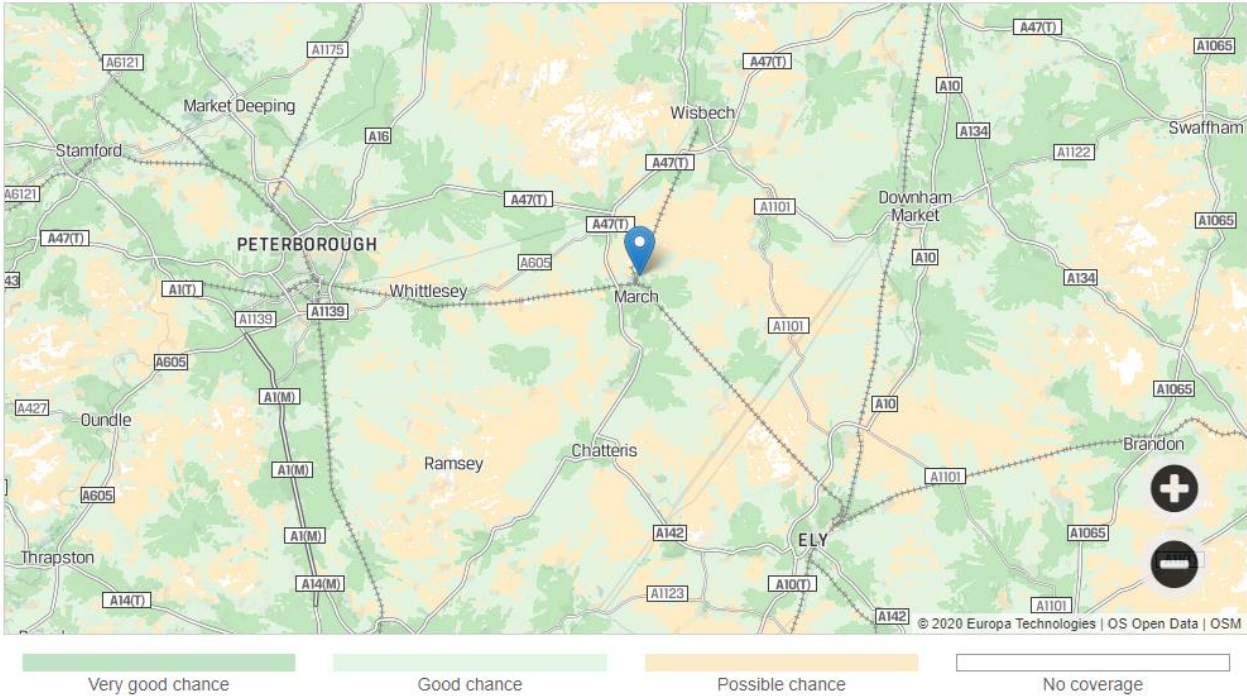 A6121
A1175
A47(T)
A1065
A47(T)
A10
Market Deeping
Wisbech
A16
A134
Swaffham
Stamford
A1122
A47(T)
A6121
A47(T)
Downham
Market
A1101
A47(T)
A1065
A47(T)
PETERBOROUGH
A605
A10
43
A1(T)
Whittlesey
March
A134
A1139
A1139
A1101
A605
A1065
A1(M)
A10
A427
Oundle
Chatteris
Brandon
Ramsey
A1(M)
A1101
A605
A1(M)
A142
A1065
ELY
Thrapston
A14(M)
A10(T)
A1123
A14(T)
A1101
A142
© 2020 Europa Technologies | OS Open Data | OSM
Very good chance
Good chance
Possible chance
No coverage